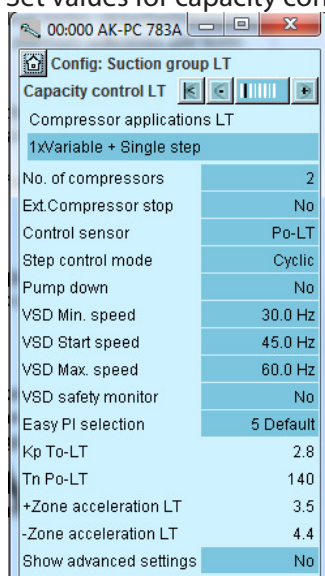 Set values for capacity con
00:000 AK-PC 783A
Config: Suction group LT
Capacity control LT
Compressor applications LT
1xVariable + Single step
No. of compressors 2
Ext.Compressor stop No
Control sensor Po-LT
Step control mode Cyclic
Pump down No
VSD Min. speed 30.0 Hz
VSD Start speed 45.0 Hz
VSD Max. speed 60.0 Hz
VSD safety monitor No
Easy PI selection 5 Default
Kp To-LT 2.8
Tn Po-LT 140
+Zone acceleration LT 3.5
-Zone acceleration LT 4.4
Show advanced settings No